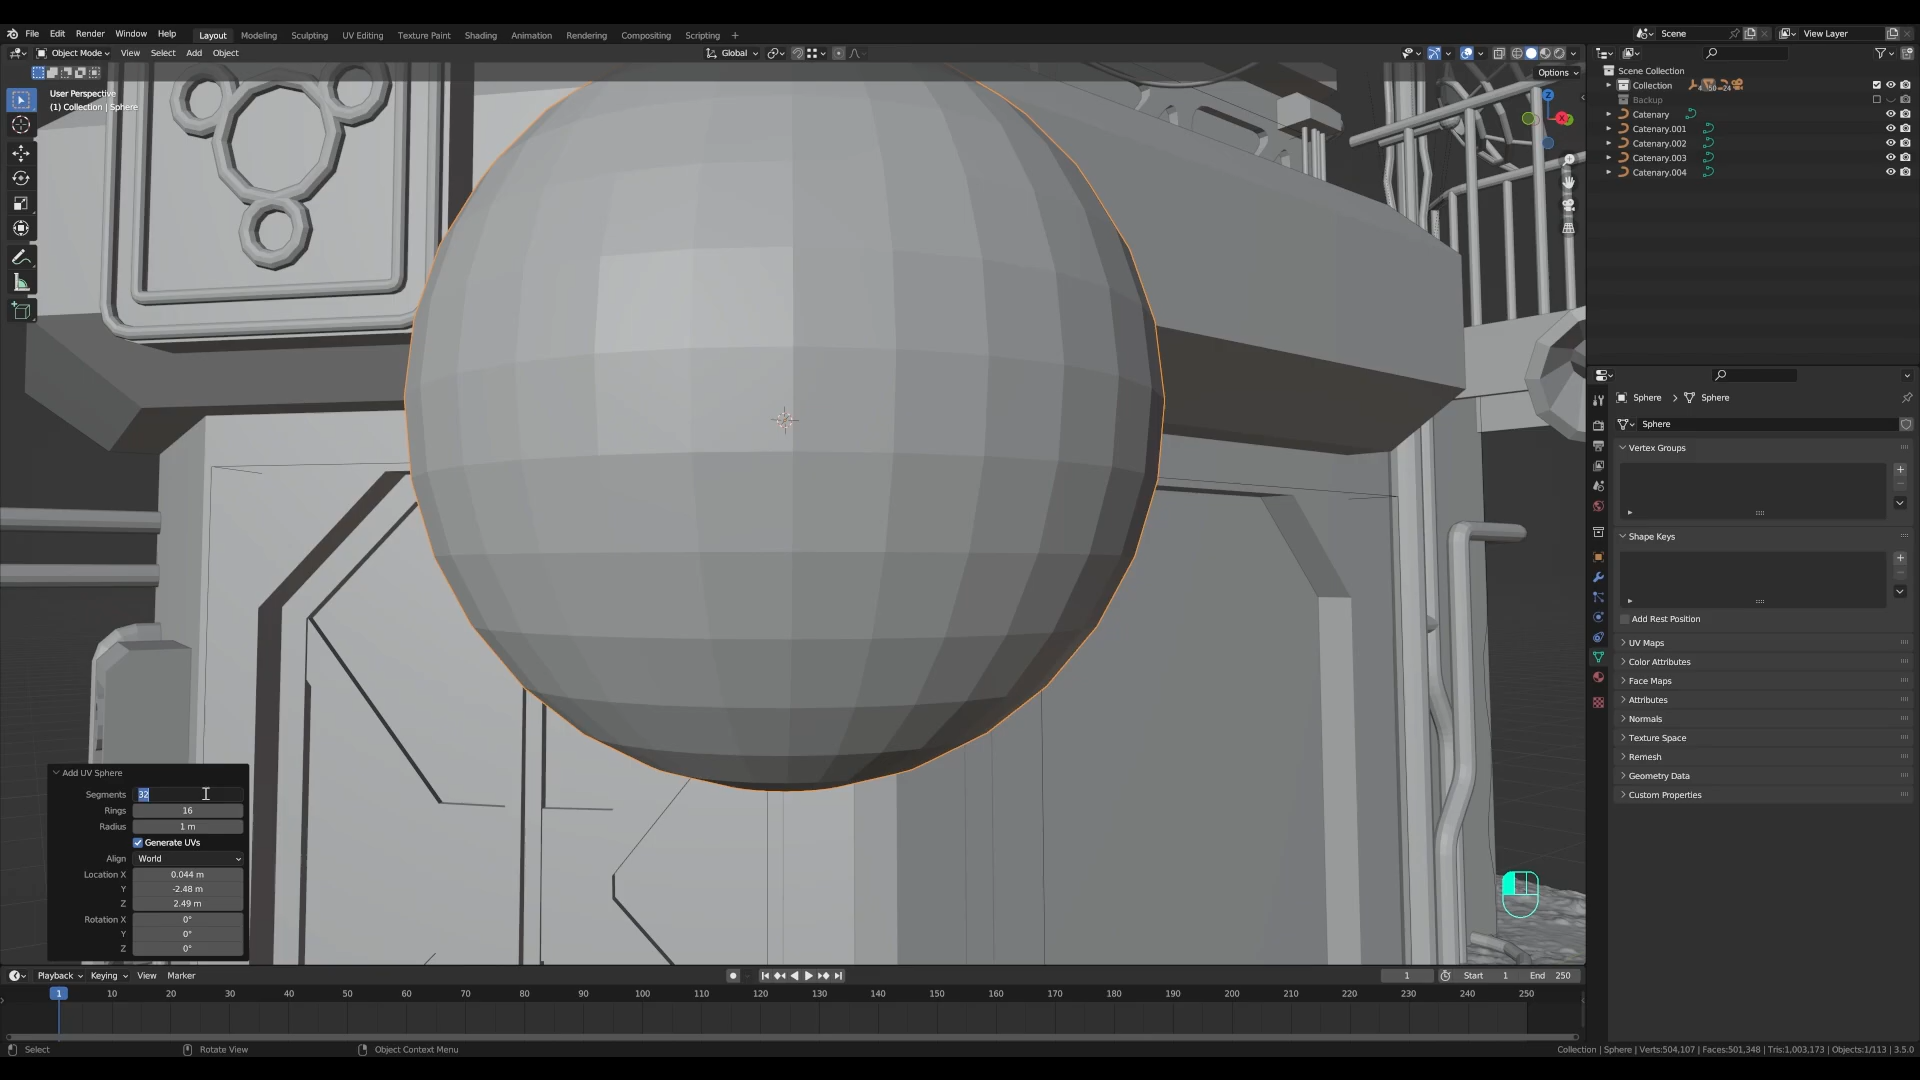 File Edit Render Window Help Layout Modeling Sculpting UV Editing Texture Paint Shading Animation Rendering Compositing Scripting + Scene View Layer
Object Mode View Select Add Object Global
Options
User Perspective
(1) Collection | Sphere
Z
X
Scene Collection
Collection
Backup
Catenary
Catenary.001
Catenary.002
Catenary.003
Catenary.004
Sphere > Sphere
Sphere
Vertex Groups
Shape Keys
Add Rest Position
UV Maps
Color Attributes
Face Maps
Attributes
Normals
Texture Space
Remesh
Geometry Data
Custom Properties
Add UV Sphere
Segments 32
Rings 16
Radius 1 m
Generate UVs
Align World
Location X 0.044 m
Y -2.48 m
Z 2.49 m
Rotation X 0°
Y 0°
Z 0°
Playback Keying View Marker 1 Start 1 End 250
1 10 20 30 40 50 60 70 80 90 100 110 120 130 140 150 160 170 180 190 200 210 220 230 240 250
Select Rotate View Object Context Menu Collection | Sphere | Verts:504,107 | Faces:501,348 | Tris:1,003,173 | Objects:1/113 | 3.5.0